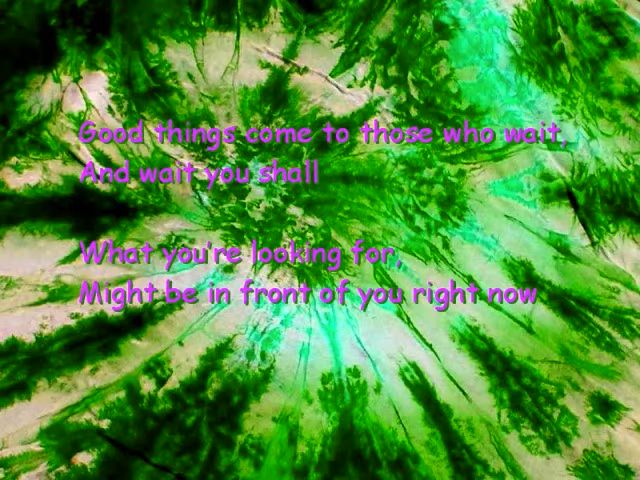 Good things come to those who wait,
And wait you shall
What you're looking for,
Might be in front of you right now